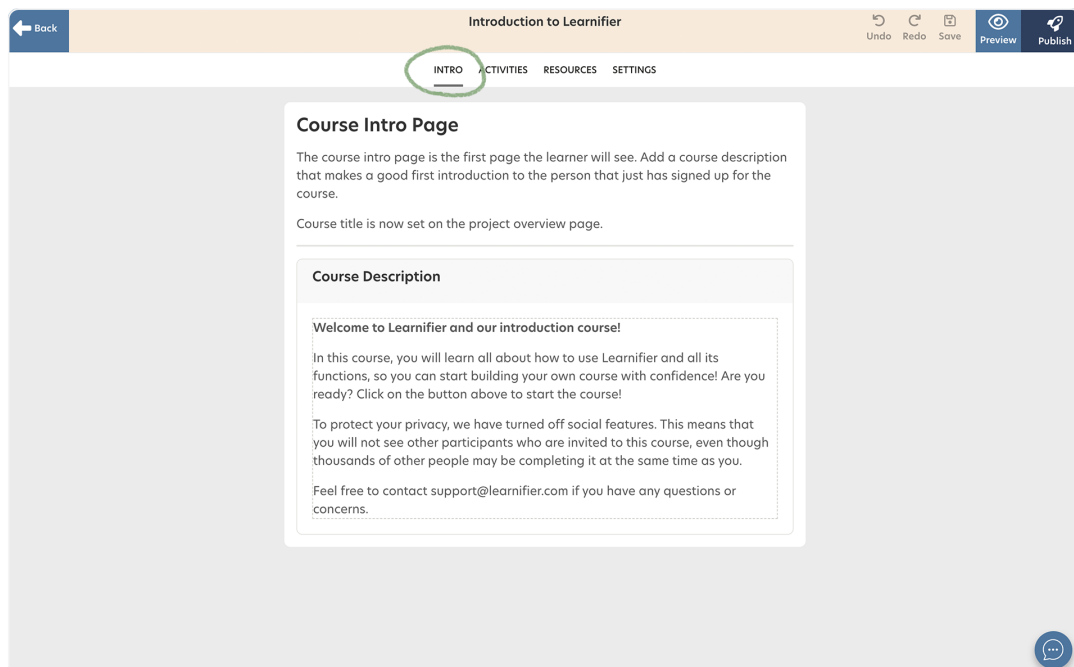 Back
Introduction to Learnifier
Undo
Redo
Save
Preview
Publish
INTRO
ACTIVITIES
RESOURCES
SETTINGS
Course Intro Page
The course intro page is the first page the learner will see. Add a course description
that makes a good first introduction to the person that just has signed up for the
course.
Course title is now set on the project overview page.
Course Description
Welcome to Learnifier and our introduction course!
In this course, you will learn all about how to use Learnifier and all its
functions, so you can start building your own course with confidence! Are you
ready? Click on the button above to start the course!
To protect your privacy, we have turned off social features. This means that
you will not see other participants who are invited to this course, even though
thousands of other people may be completing it at the same time as you.
Feel free to contact support@learnifier.com if you have any questions or
concerns.